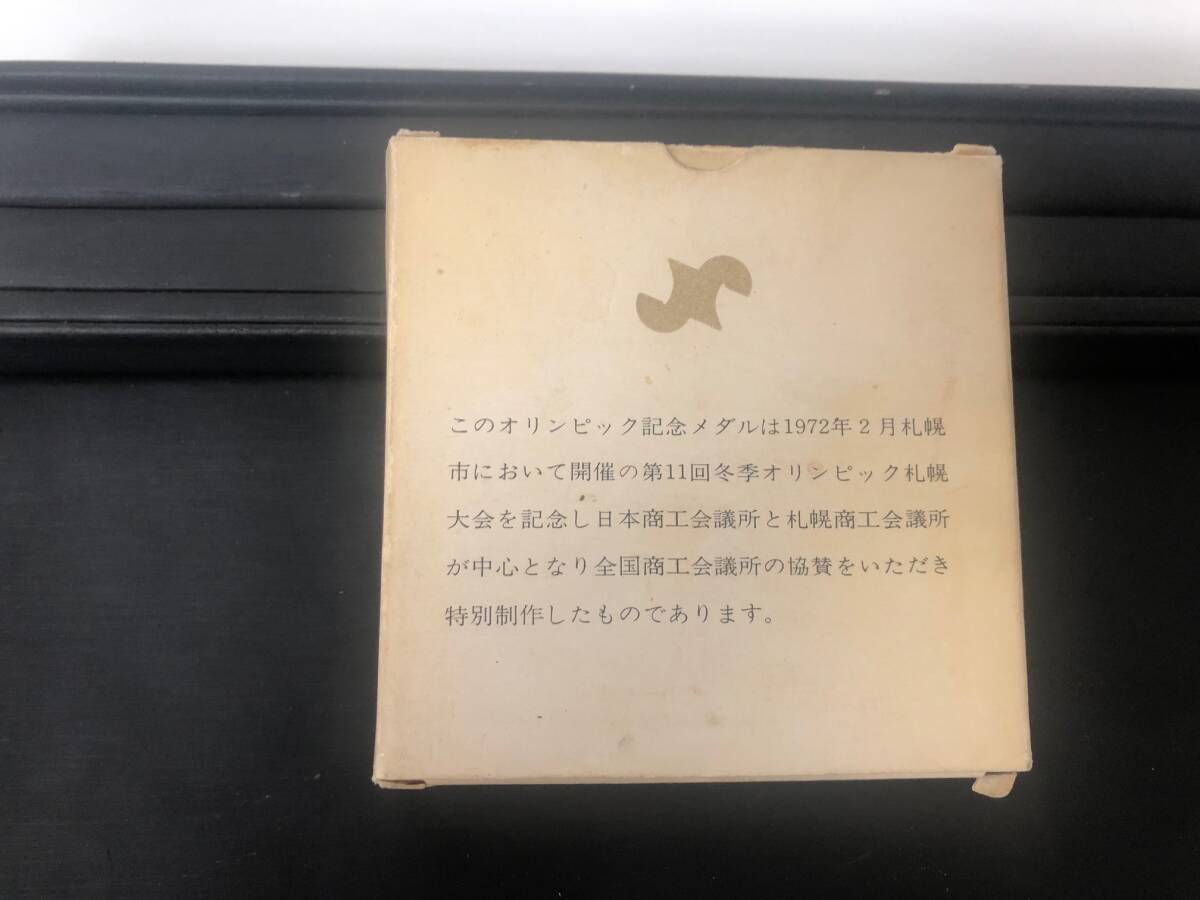 このオリンピック記念メダルは1972年2月札幌
市において開催の第11回冬季オリンピック札幌
大会を記念し日本商工会議所と札幌商工会議所
が中心となり全国商工会議所の協賛をいただき
特別制作したものであります。